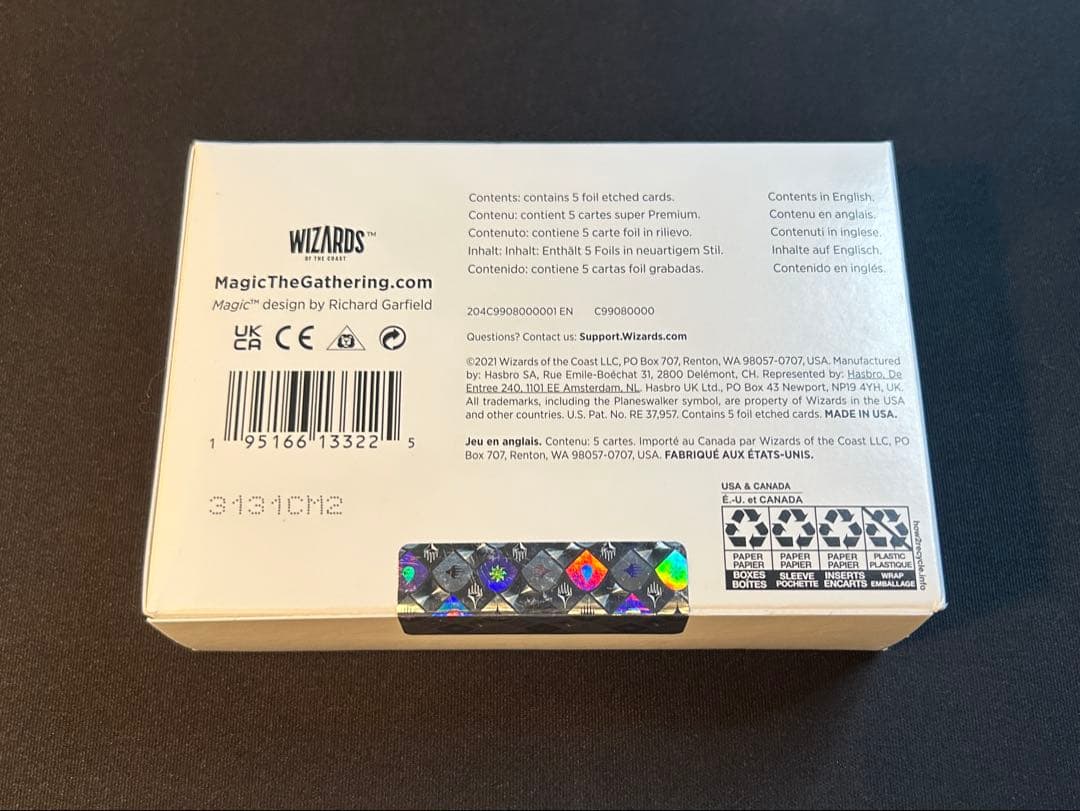 WIZARDS™
OF THE COAST
MagicTheGathering.com
Magic™ design by Richard Garfield
UK
CA CE
1 95166 13322 5
3131CM2
Contents: contains 5 foil etched cards.
Contenu: contient 5 cartes super Premium.
Contenuto: contiene 5 carte foil in rilievo.
Inhalt: Inhalt: Enthält 5 Foils in neuartigem Stil.
Contenido: contiene 5 cartas foil grabadas.
Contents in English.
Contenu en anglais.
Contenuti in inglese.
Inhalte auf Englisch.
Contenido en inglés.
204C9908000001 EN C99080000
Questions? Contact us: Support.Wizards.com
©2021 Wizards of the Coast LLC, PO Box 707, Renton, WA 98057-0707, USA. Manufactured
by: Hasbro SA, Rue Emile-Boéchat 31, 2800 Delémont, CH. Represented by: Hasbro, De
Entree 240, 1101 EE Amsterdam, NL. Hasbro UK Ltd., PO Box 43 Newport, NP19 4YH, UK.
All trademarks, including the Planeswalker symbol, are property of Wizards in the USA
and other countries. U.S. Pat. No. RE 37,957. Contains 5 foil etched cards. MADE IN USA.
Jeu en anglais. Contenu: 5 cartes. Importé au Canada par Wizards of the Coast LLC, PO
Box 707, Renton, WA 98057-0707, USA. FABRIQUÉ AUX ÉTATS-UNIS.
USA & CANADA
É.-U. et CANADA
PAPER PAPER PAPER PLASTIC
PAPIER PAPIER PAPIER PLASTIQUE
BOXES SLEEVE INSERTS WRAP
BOÎTES POCHETTE ENCARTS EMBALLAGE
how2recycle.info